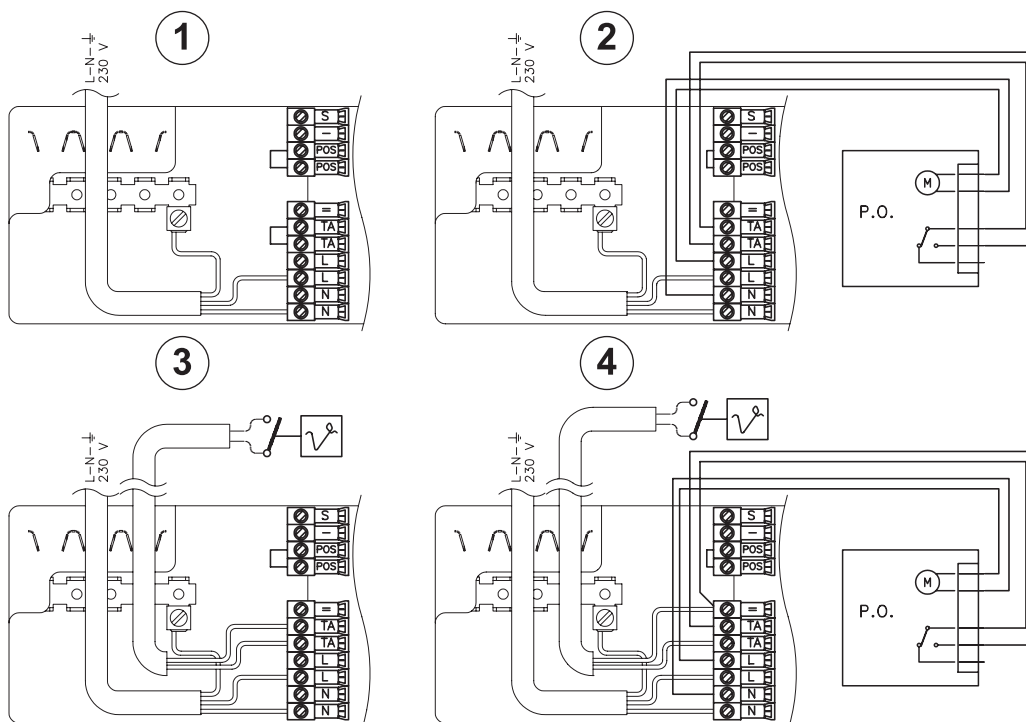 1
L-N-⏚
230 V
S
–
POS
POS
=
TA
TA
L
L
N
N
2
L-N-⏚
230 V
S
–
POS
POS
=
TA
TA
L
L
N
N
M
P.O.
3
L-N-⏚
230 V
S
–
POS
POS
=
TA
TA
L
L
N
N
4
L-N-⏚
230 V
S
–
POS
POS
=
TA
TA
L
L
N
N
M
P.O.